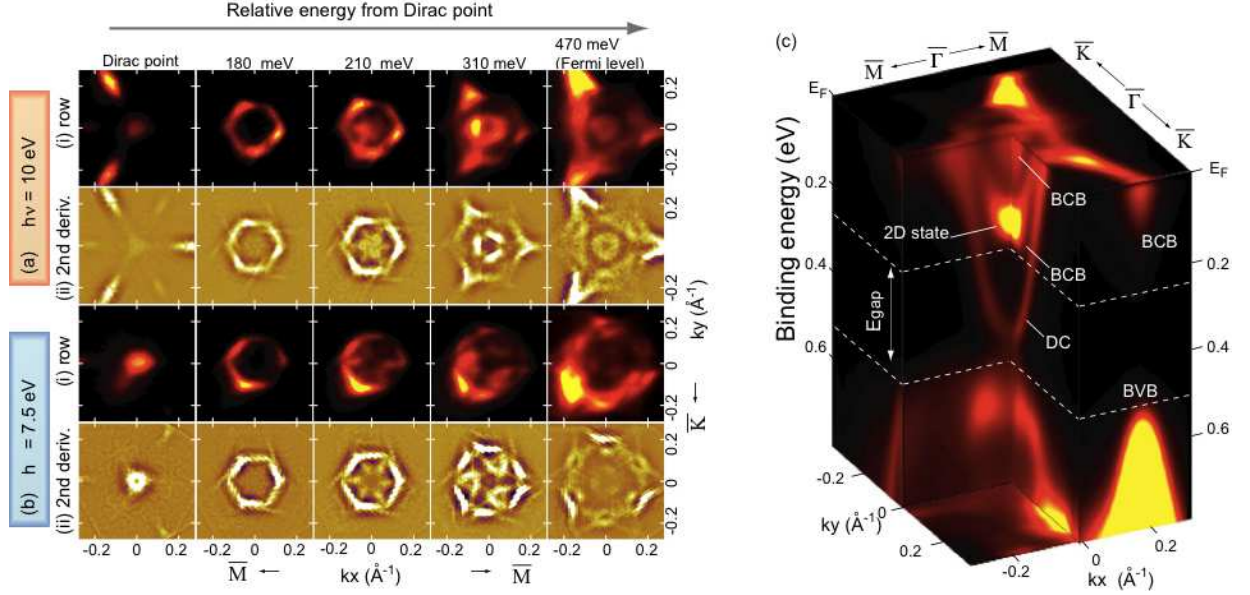 Relative energy from Dirac point
Dirac point
180 meV
210 meV
310 meV
470 meV
(Fermi level)
(a) hν = 10 eV
(i) row
(ii) 2nd deriv.
(b) h = 7.5 eV
(i) row
(ii) 2nd deriv.
0.2
0
-0.2
0.2
0
-0.2
0.2
0
-0.2
0.2
0
-0.2
ky (Å⁻¹)
K̅ ←
-0.2 0 0.2 -0.2 0 0.2 -0.2 0 0.2 -0.2 0 0.2 -0.2 0 0.2
M̅ ← kx (Å⁻¹) → M̅
(c)
M̅ ← Γ̅ → M̅
K̅
Γ̅
K̅
E_F
E_F
Binding energy (eV)
0.2
0.4
0.6
0.2
0.4
0.6
BCB
2D state
BCB
BCB
Egap
DC
BVB
-0.2
0
0.2
ky (Å⁻¹)
-0.2
0
0.2
kx (Å⁻¹)